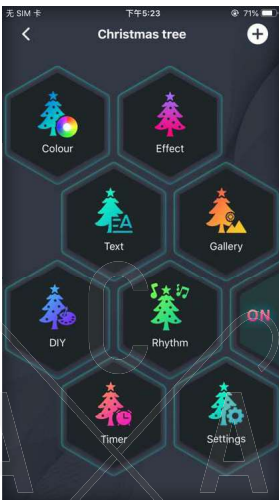 无 SIM 卡 下午5:23 71%
Christmas tree
Colour Effect
Text Gallery
DIY Rhythm ON
Timer Settings